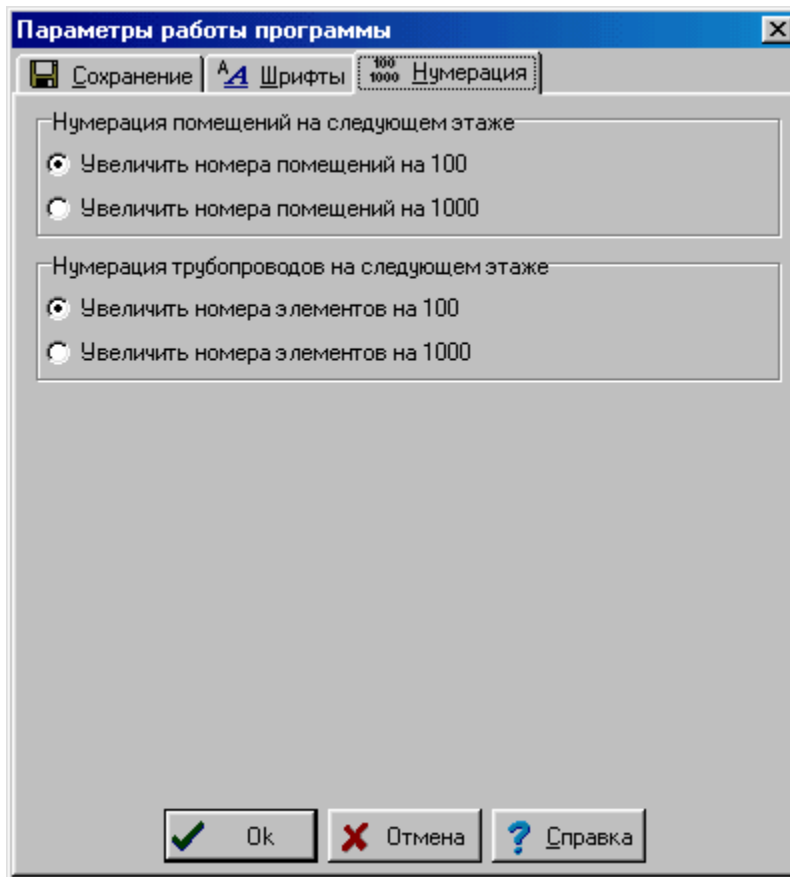 Параметры работы программы
Сохранение АА Шрифты 100 1000 Нумерация
Нумерация помещений на следующем этаже
Увеличить номера помещений на 100
Увеличить номера помещений на 1000
Нумерация трубопроводов на следующем этаже
Увеличить номера элементов на 100
Увеличить номера элементов на 1000
Ok Отмена ? Справка